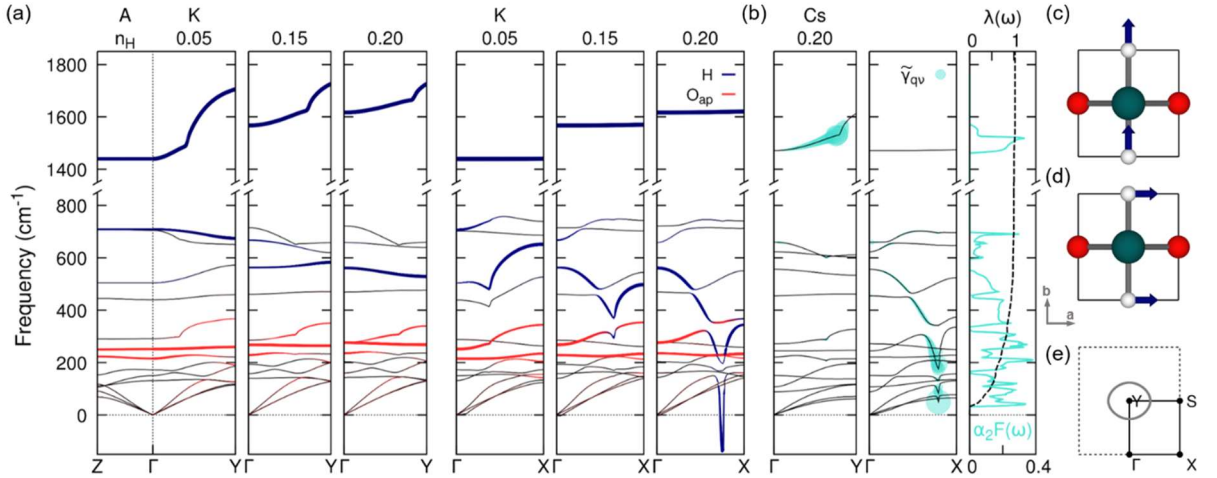 (a) A K K (b) Cs λ(ω) (c)
n_H 0.05 0.15 0.20 0.05 0.15 0.20 0.20 0 1
1800
H γ̃_qν
O_ap
1600
1400
(d)
800
Frequency (cm⁻¹)
600
b
a
400
(e)
200
Y S
0
α₂F(ω)
Γ X
Z Γ Y Γ Y Γ Y Γ X Γ X Γ X Γ Y Γ X 0 0.4